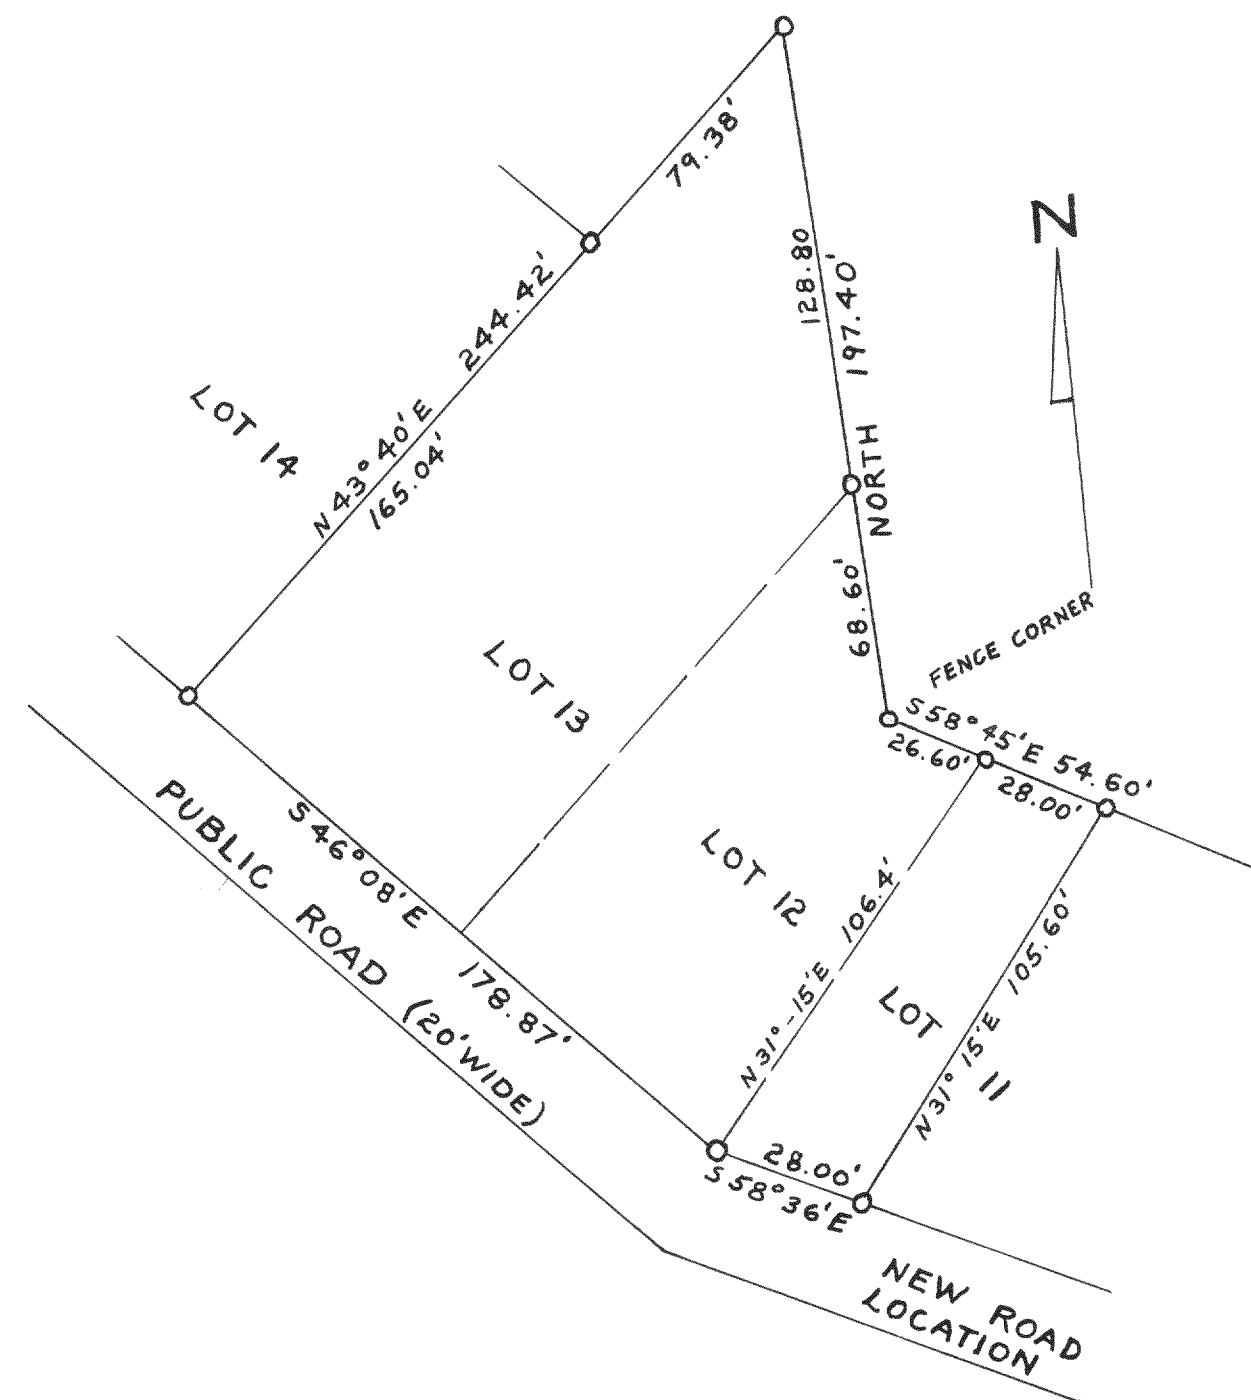 79.38'
N
128.80
197.40'
NORTH
244.42'
N 43° 40' E
165.04'
LOT 14
68.60'
FENCE CORNER
LOT 13
S 58° 45' E 54.60'
26.60'
28.00'
S 46° 08' E
178.87'
PUBLIC ROAD (20' WIDE)
LOT 12
N 31° -15' E 106.4'
LOT 11
N 31° 15' E 105.60'
28.00'
S 58° 36' E
NEW ROAD
LOCATION